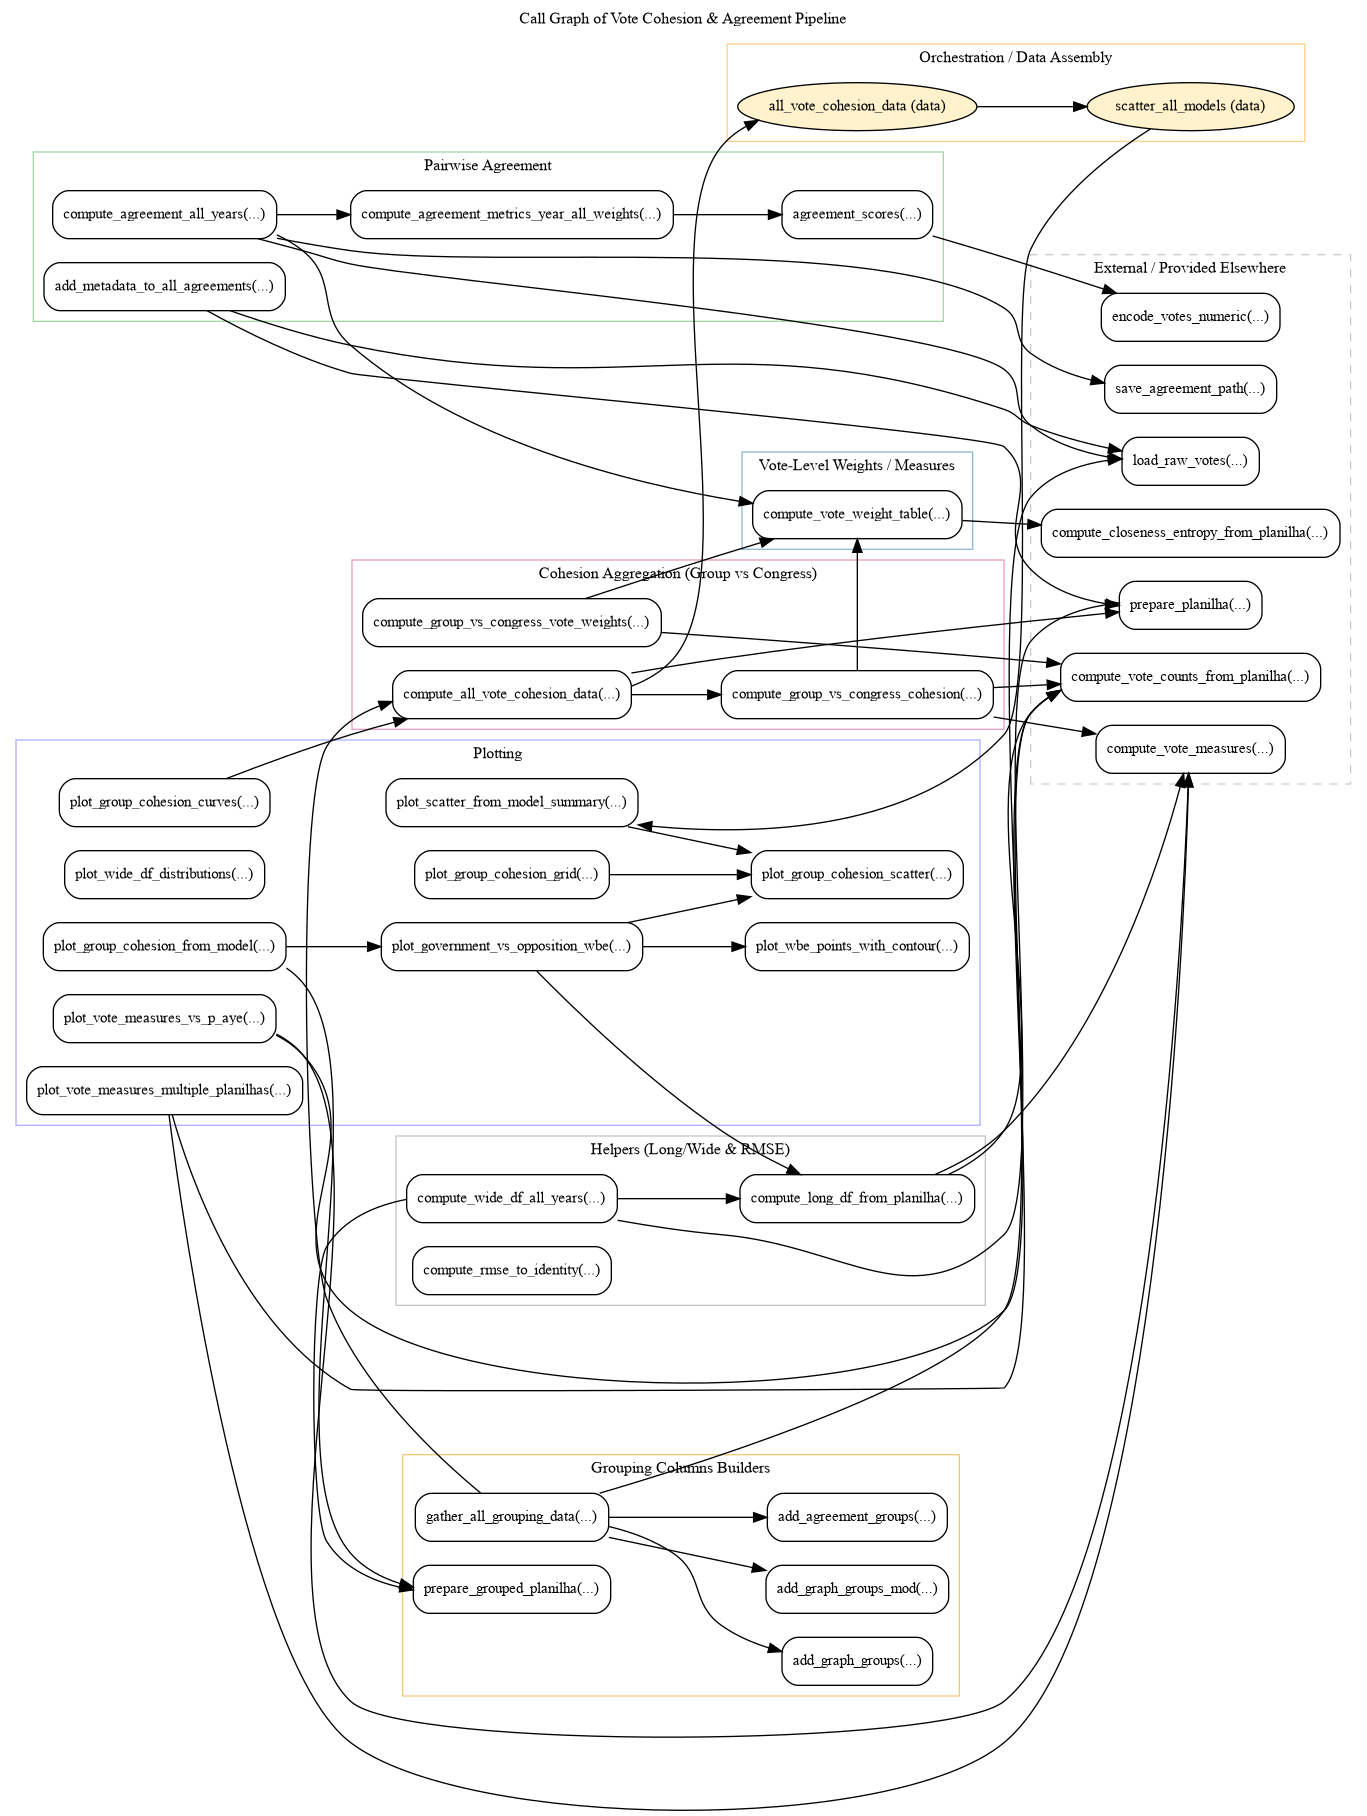 Call Graph of Vote Cohesion & Agreement Pipeline
Orchestration / Data Assembly
all_vote_cohesion_data (data)
scatter_all_models (data)
Pairwise Agreement
compute_agreement_all_years(...)
compute_agreement_metrics_year_all_weights(...)
agreement_scores(...)
add_metadata_to_all_agreements(...)
External / Provided Elsewhere
encode_votes_numeric(...)
save_agreement_path(...)
load_raw_votes(...)
compute_closeness_entropy_from_planilha(...)
prepare_planilha(...)
compute_vote_counts_from_planilha(...)
compute_vote_measures(...)
Vote-Level Weights / Measures
compute_vote_weight_table(...)
Cohesion Aggregation (Group vs Congress)
compute_group_vs_congress_vote_weights(...)
compute_all_vote_cohesion_data(...)
compute_group_vs_congress_cohesion(...)
Plotting
plot_group_cohesion_curves(...)
plot_scatter_from_model_summary(...)
plot_wide_df_distributions(...)
plot_group_cohesion_grid(...)
plot_group_cohesion_scatter(...)
plot_group_cohesion_from_model(...)
plot_government_vs_opposition_wbe(...)
plot_wbe_points_with_contour(...)
plot_vote_measures_vs_p_aye(...)
plot_vote_measures_multiple_planilhas(...)
Helpers (Long/Wide & RMSE)
compute_wide_df_all_years(...)
compute_long_df_from_planilha(...)
compute_rmse_to_identity(...)
Grouping Columns Builders
gather_all_grouping_data(...)
add_agreement_groups(...)
prepare_grouped_planilha(...)
add_graph_groups_mod(...)
add_graph_groups(...)